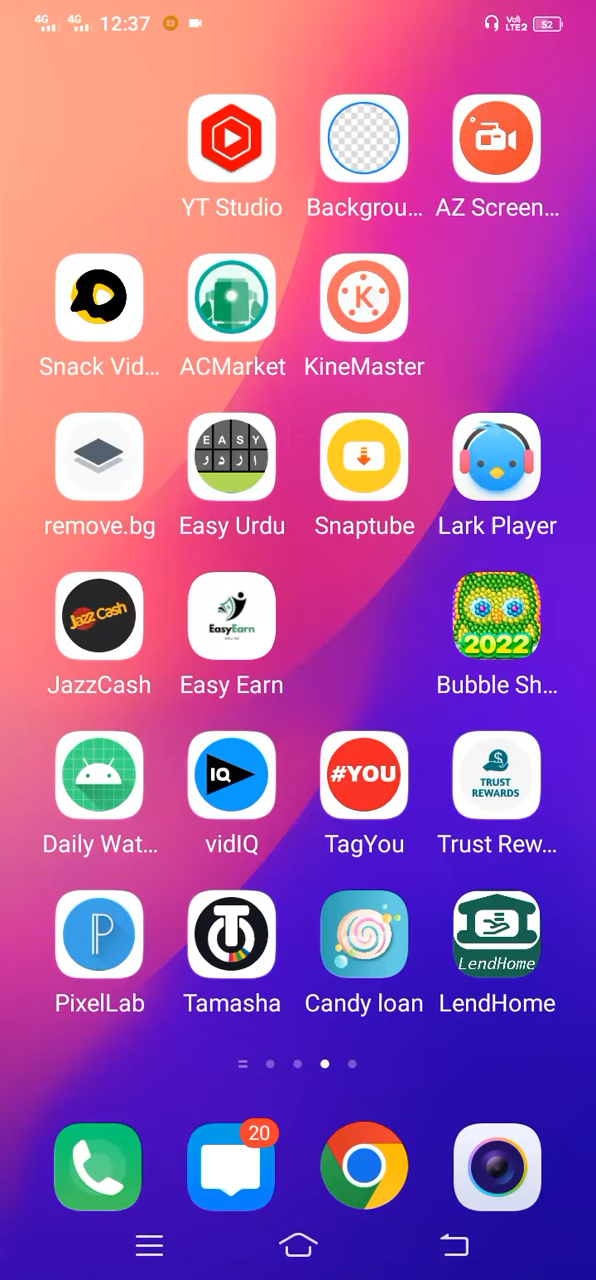 4G 4G 12:37 Vo) LTE2 52
YT Studio Backgrou... AZ Screen...
K
Snack Vid... ACMarket KineMaster
E A S Y
ا ر د و
remove.bg Easy Urdu Snaptube Lark Player
Jazz Cash
EasyEarn
2022
JazzCash Easy Earn Bubble Sh...
IQ #YOU
TRUST
REWARDS
Daily Wat... vidIQ TagYou Trust Rew...
P T
LendHome
PixelLab Tamasha Candy loan LendHome
20